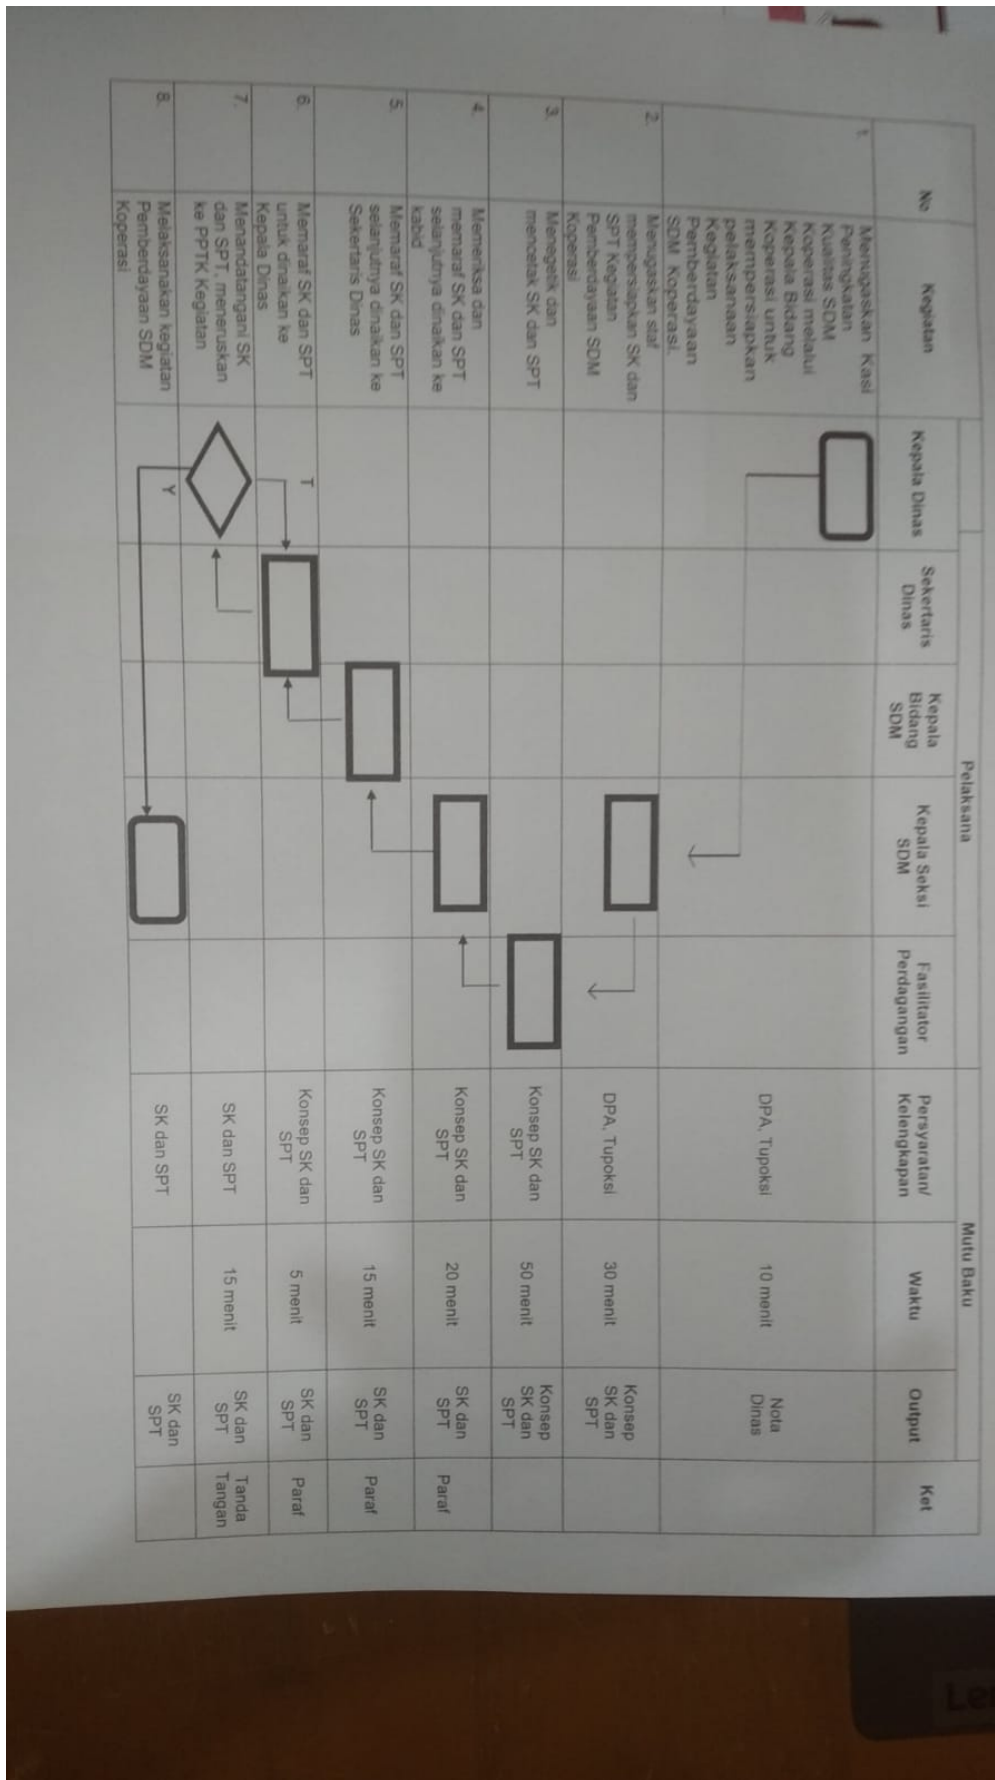 No
Kegiatan
Pelaksana
Mutu Baku
Ket
Kepala Dinas
Sekertaris
Dinas
Kepala
Bidang
SDM
Kepala Seksi
SDM
Fasilitator
Perdagangan
Persyaratan/
Kelengkapan
Waktu
Output
1.
Menugaskan Kasi
Peningkatan
Kualitas SDM
Koperasi melalui
Kepala Bidang
Koperasi untuk
mempersiapkan
pelaksanaan
Kegiatan
Pemberdayaan
SDM Koperasi.
DPA, Tupoksi
10 menit
Nota
Dinas
2.
Menugaskan staf
mempersiapkan SK dan
SPT Kegiatan
Pemberdayaan SDM
Koperasi
DPA, Tupoksi
30 menit
Konsep
SK dan
SPT
3.
Menegetik dan
mencetak SK dan SPT
Konsep SK dan
SPT
50 menit
Konsep
SK dan
SPT
4.
Memeriksa dan
memaraf SK dan SPT
selanjutnya dinaikan ke
kabid
Konsep SK dan
SPT
20 menit
SK dan
SPT
Paraf
5.
Memaraf SK dan SPT
selanjutnya dinaikan ke
Sekertaris Dinas
Konsep SK dan
SPT
15 menit
SK dan
SPT
Paraf
6.
Memaraf SK dan SPT
untuk dinaikan ke
Kepala Dinas
T
Konsep SK dan
SPT
5 menit
SK dan
SPT
Paraf
7.
Menandatangani SK
dan SPT, meneruskan
ke PPTK Kegiatan
SK dan SPT
15 menit
SK dan
SPT
Tanda
Tangan
8.
Melaksanakan kegiatan
Pemberdayaan SDM
Koperasi
Y
SK dan SPT
SK dan
SPT